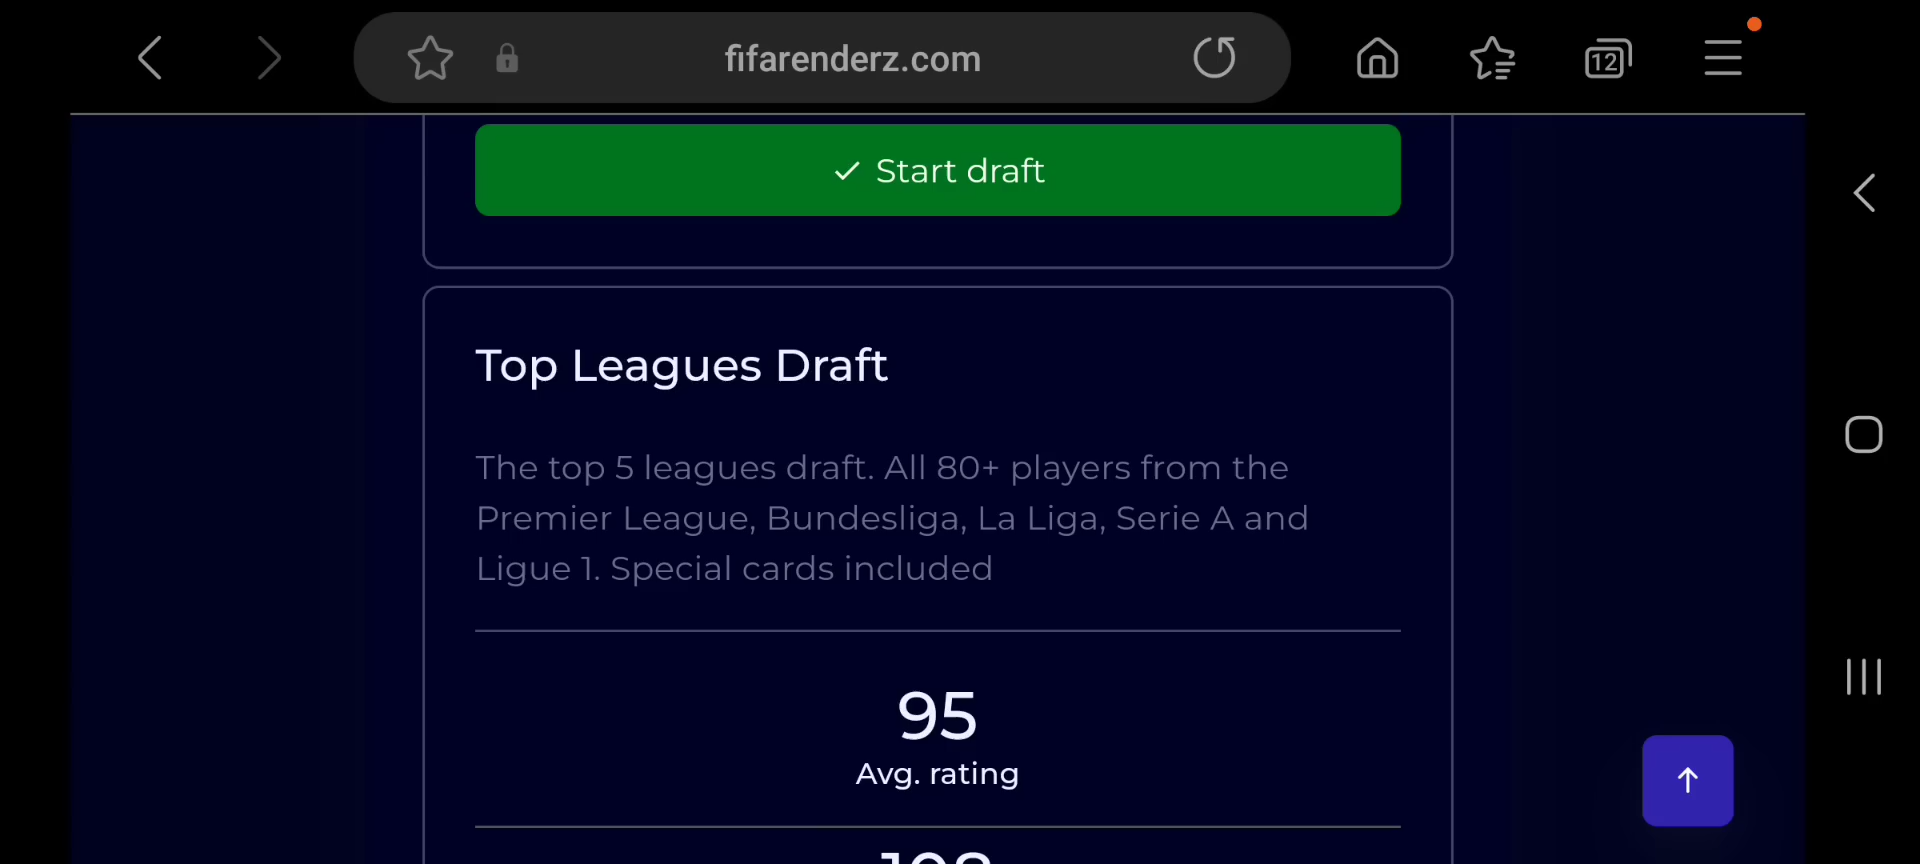 fifarenderz.com
12
Start draft
Top Leagues Draft
The top 5 leagues draft. All 80+ players from the
Premier League, Bundesliga, La Liga, Serie A and
Ligue 1. Special cards included
95
Avg. rating